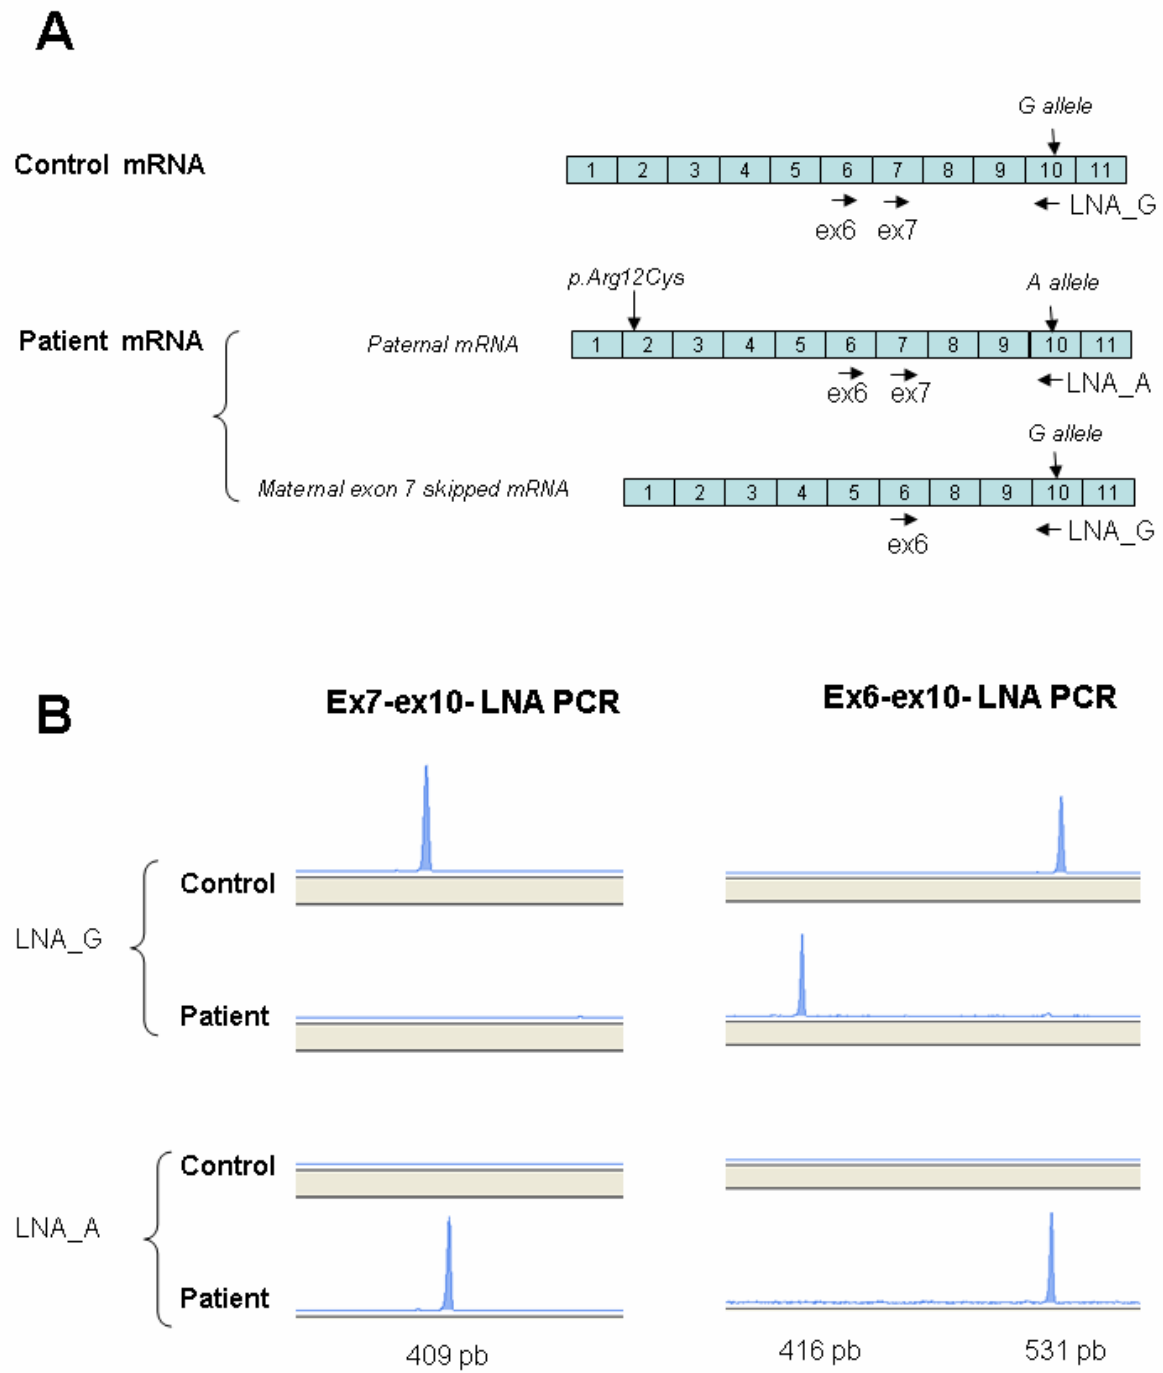 A
G allele
Control mRNA
1 2 3 4 5 6 7 8 9 10 11
LNA_G
ex6 ex7
p.Arg12Cys
A allele
Patient mRNA
Paternal mRNA
1 2 3 4 5 6 7 8 9 10 11
LNA_A
ex6 ex7
G allele
Maternal exon 7 skipped mRNA
1 2 3 4 5 6 8 9 10 11
LNA_G
ex6
B
Ex7-ex10- LNA PCR
Ex6-ex10- LNA PCR
Control
LNA_G
Patient
Control
LNA_A
Patient
409 pb
416 pb
531 pb